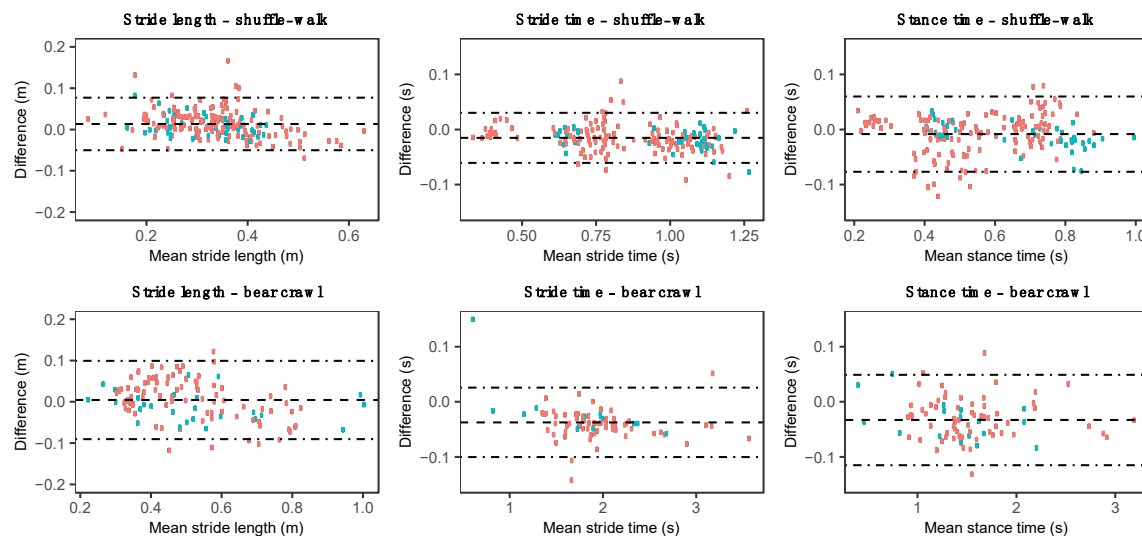 Stride length – shuffle-walk
Stride time – shuffle-walk
Stance time – shuffle-walk
Difference (m)
0.2
0.1
0.0
−0.1
−0.2
0.2
0.4
0.6
Mean stride length (m)
Difference (s)
0.1
0.0
−0.1
0.50
0.75
1.00
1.25
Mean stride time (s)
Difference (s)
0.1
0.0
−0.1
0.2
0.4
0.6
0.8
1.0
Mean stance time (s)
Stride length – bear crawl
Stride time – bear crawl
Stance time – bear crawl
Difference (m)
0.2
0.1
0.0
−0.1
−0.2
0.2
0.4
0.6
0.8
1.0
Mean stride length (m)
Difference (s)
0.1
0.0
−0.1
1
2
3
Mean stride time (s)
Difference (s)
0.1
0.0
−0.1
1
2
3
Mean stance time (s)